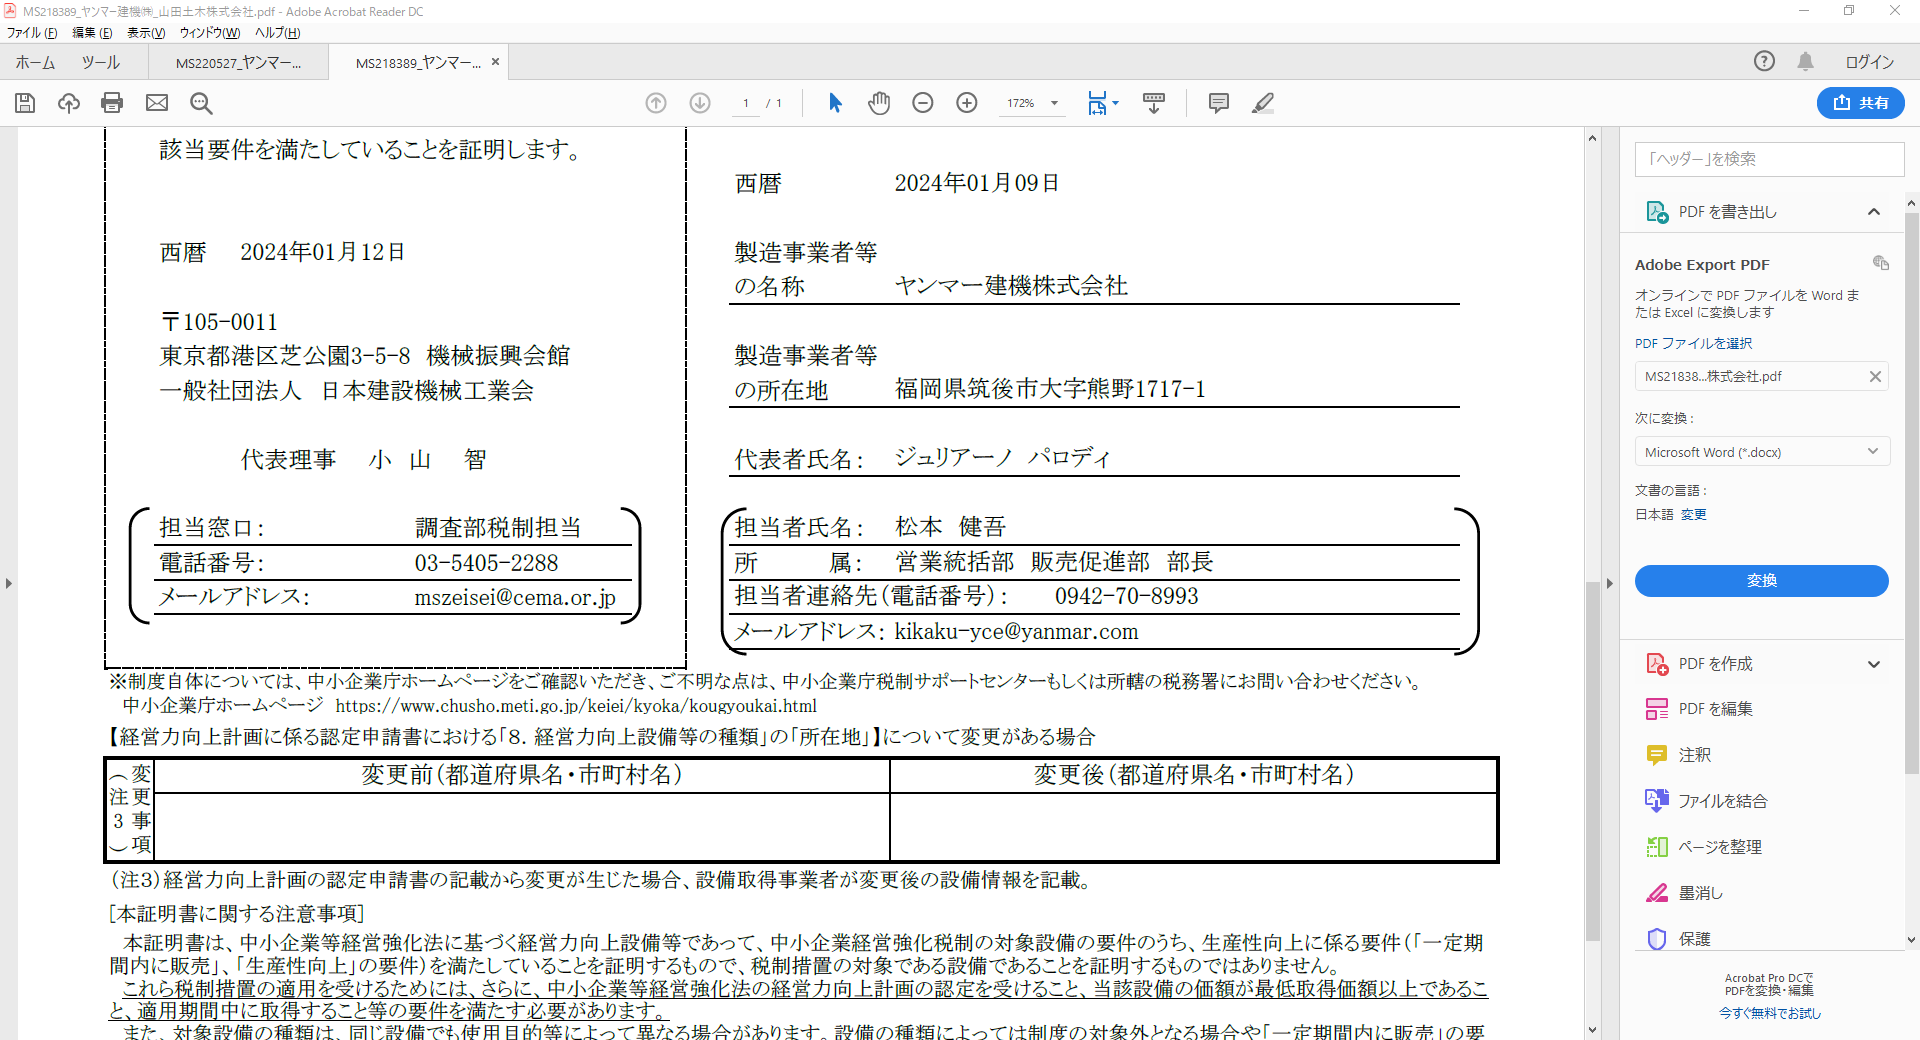 MS218389_ヤンマー建機㈱_山田土木株式会社.pdf - Adobe Acrobat Reader DC
ファイル(F) 編集(E) 表示(V) ウィンドウ(W) ヘルプ(H)
ホーム ツール MS220527_ヤンマー... MS218389_ヤンマー... × ログイン
1 / 1 172% 共有
該当要件を満たしていることを証明します。
西暦 2024年01月12日
〒105-0011
東京都港区芝公園3-5-8 機械振興会館
一般社団法人 日本建設機械工業会
代表理事 小 山 智
担当窓口: 調査部税制担当
電話番号: 03-5405-2288
メールアドレス: mszeisei@cema.or.jp
西暦 2024年01月09日
製造事業者等
の名称 ヤンマー建機株式会社
製造事業者等
の所在地 福岡県筑後市大字熊野1717-1
代表者氏名: ジュリアーノ パロディ
担当者氏名: 松本 健吾
所 属: 営業統括部 販売促進部 部長
担当者連絡先(電話番号): 0942-70-8993
メールアドレス: kikaku-yce@yanmar.com
※制度自体については、中小企業庁ホームページをご確認いただき、ご不明な点は、中小企業庁税制サポートセンターもしくは所轄の税務署にお問い合わせください。
中小企業庁ホームページ https://www.chusho.meti.go.jp/keiei/kyoka/kougyoukai.html
【経営力向上計画に係る認定申請書における「8．経営力向上設備等の種類」の「所在地」】について変更がある場合
変更事項(注3)
変更前(都道府県名・市町村名) 変更後(都道府県名・市町村名)
(注3)経営力向上計画の認定申請書の記載から変更が生じた場合、設備取得事業者が変更後の設備情報を記載。
[本証明書に関する注意事項]
本証明書は、中小企業等経営強化法に基づく経営力向上設備等であって、中小企業経営強化税制の対象設備の要件のうち、生産性向上に係る要件(「一定期
間内に販売」、「生産性向上」の要件)を満たしていることを証明するもので、税制措置の対象である設備であることを証明するものではありません。
これら税制措置の適用を受けるためには、さらに、中小企業等経営強化法の経営力向上計画の認定を受けること、当該設備の価額が最低取得価額以上であるこ
と、適用期間中に取得すること等の要件を満たす必要があります。
また、対象設備の種類は、同じ設備でも使用目的等によって異なる場合があります。設備の種類によっては制度の対象外となる場合や「一定期間内に販売」の要
「ヘッダー」を検索
PDF を書き出し
Adobe Export PDF
オンラインで PDF ファイルを Word ま
たは Excel に変換します
PDF ファイルを選択
MS21838...株式会社.pdf
次に変換 :
Microsoft Word (*.docx)
文書の言語 :
日本語 変更
変換
PDF を作成
PDF を編集
注釈
ファイルを結合
ページを整理
墨消し
保護
Acrobat Pro DCで
PDFを変換・編集
今すぐ無料でお試し